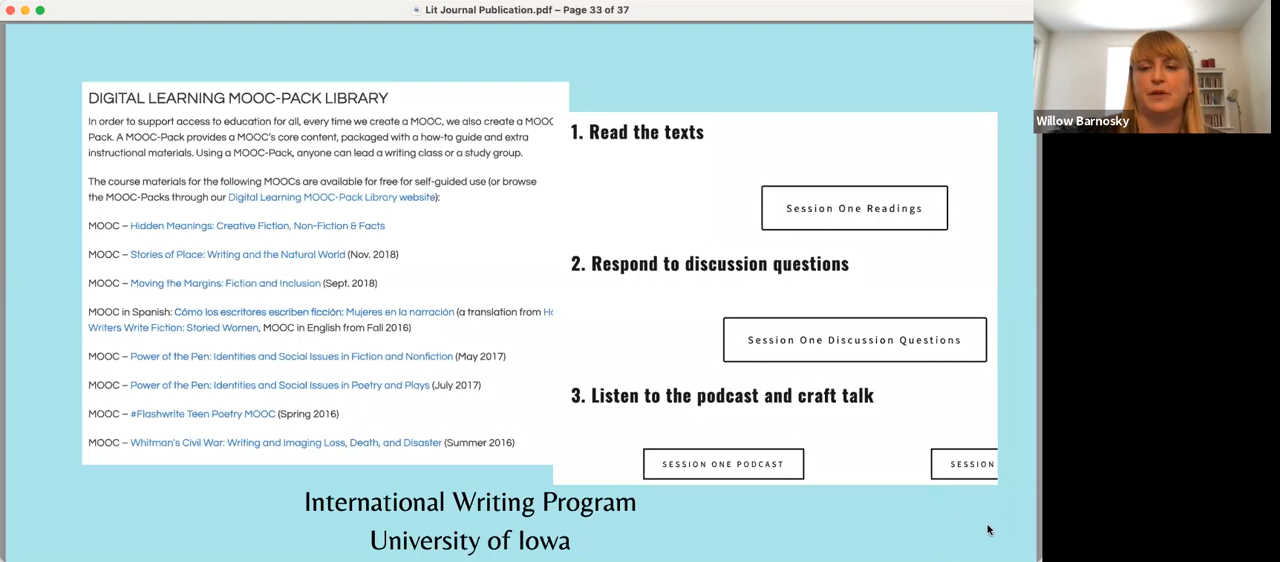 Lit Journal Publication.pdf – Page 33 of 37
Willow Barnosky
DIGITAL LEARNING MOOC-PACK LIBRARY
In order to support access to education for all, every time we create a MOOC, we also create a MOOC
Pack. A MOOC-Pack provides a MOOC's core content, packaged with a how-to guide and extra
instructional materials. Using a MOOC-Pack, anyone can lead a writing class or a study group.
The course materials for the following MOOCs are available for free for self-guided use (or browse
the MOOC-Packs through our Digital Learning MOOC-Pack Library website):
MOOC – Hidden Meanings: Creative Fiction, Non-Fiction & Facts
MOOC – Stories of Place: Writing and the Natural World (Nov. 2018)
MOOC – Moving the Margins: Fiction and Inclusion (Sept. 2018)
MOOC in Spanish: Cómo los escritores escriben ficción: Mujeres en la narración (a translation from
Writers Write Fiction: Storied Women, MOOC in English from Fall 2016)
MOOC – Power of the Pen: Identities and Social Issues in Fiction and Nonfiction (May 2017)
MOOC – Power of the Pen: Identities and Social Issues in Poetry and Plays (July 2017)
MOOC – #Flashwrite Teen Poetry MOOC (Spring 2016)
MOOC – Whitman's Civil War: Writing and Imaging Loss, Death, and Disaster (Summer 2016)
1. Read the texts
Session One Readings
2. Respond to discussion questions
Session One Discussion Questions
3. Listen to the podcast and craft talk
SESSION ONE PODCAST
SESSION
International Writing Program
University of Iowa